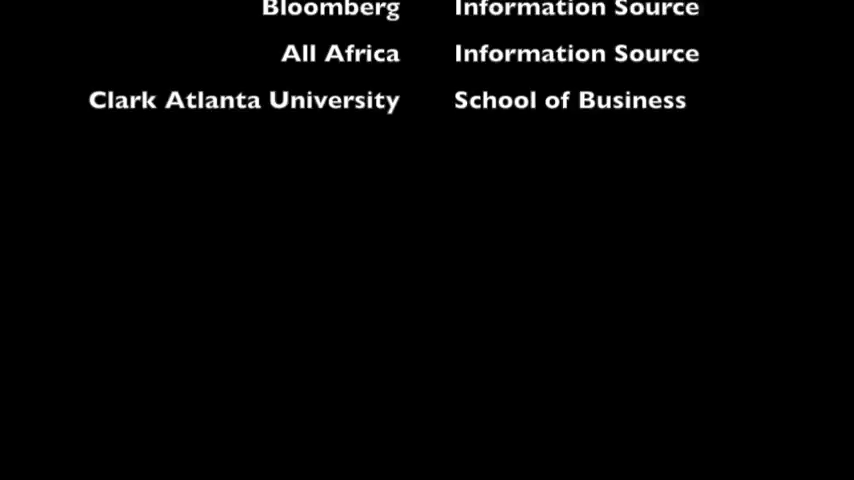 Bloomberg Information Source
All Africa Information Source
Clark Atlanta University School of Business